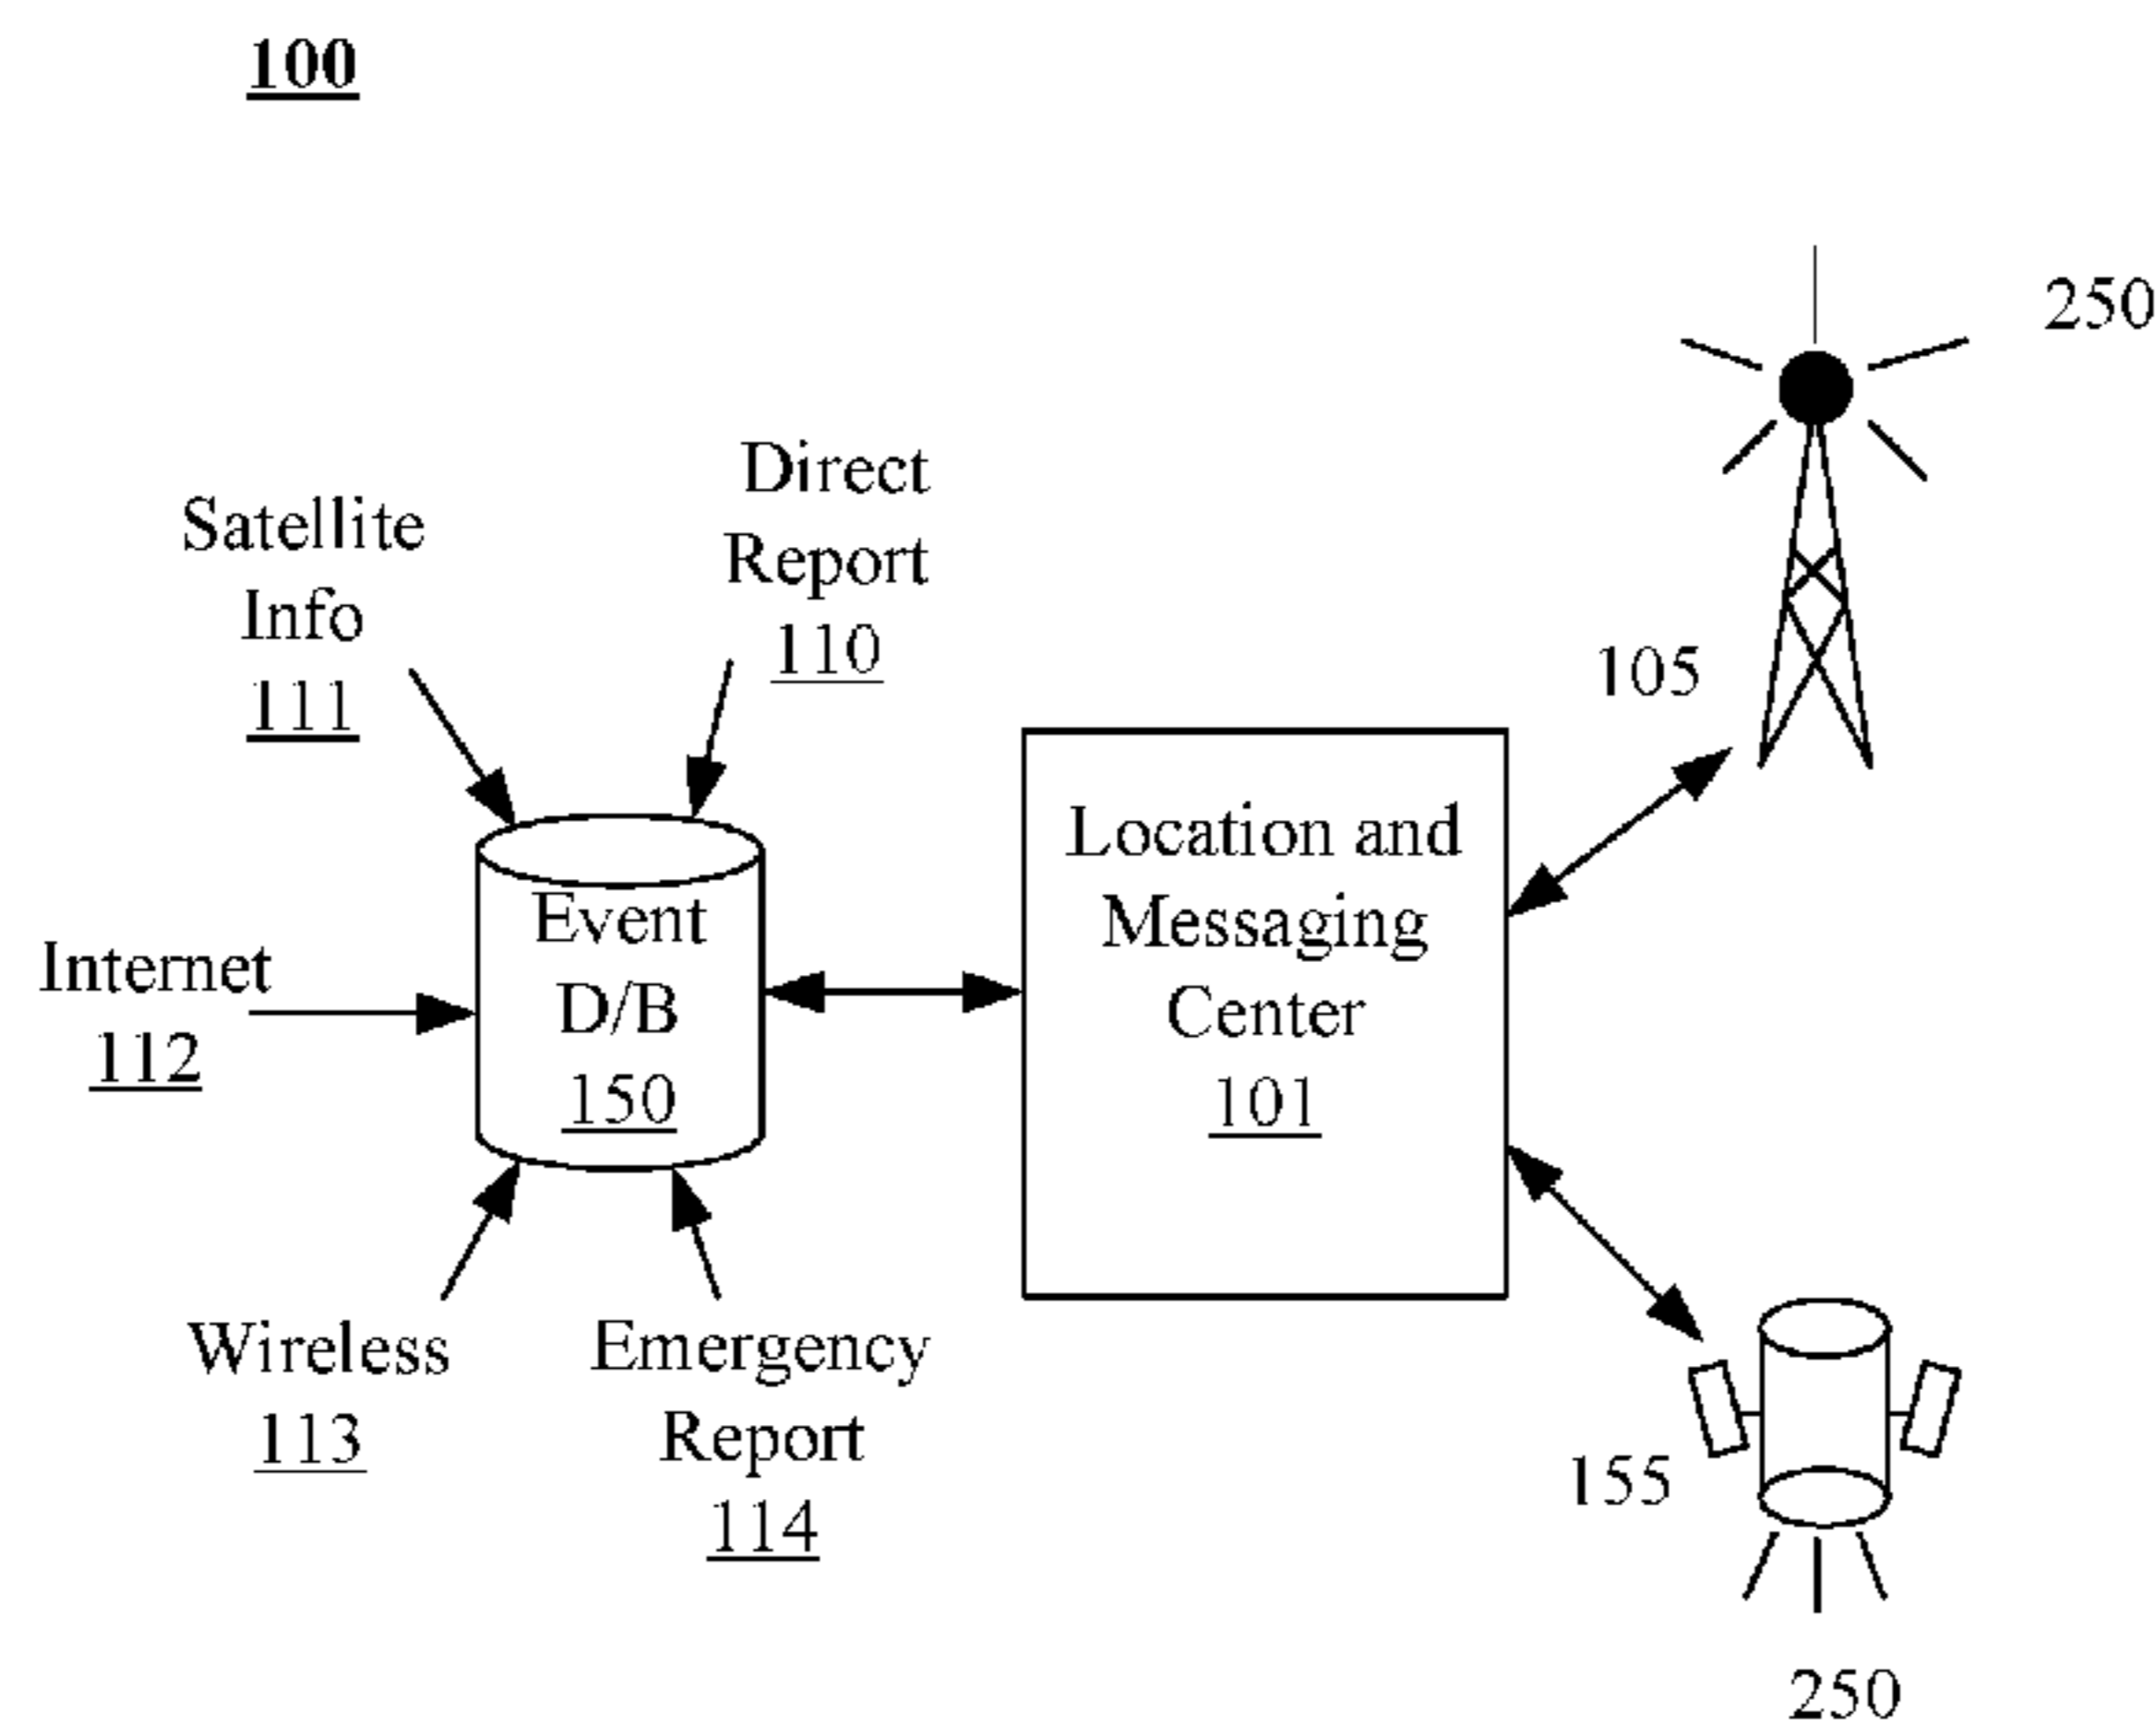 100
250
Direct
Report
110
Satellite
Info
111
105
Location and
Messaging
Center
101
Event
D/B
150
Internet
112
Wireless
113
Emergency
Report
114
155
250